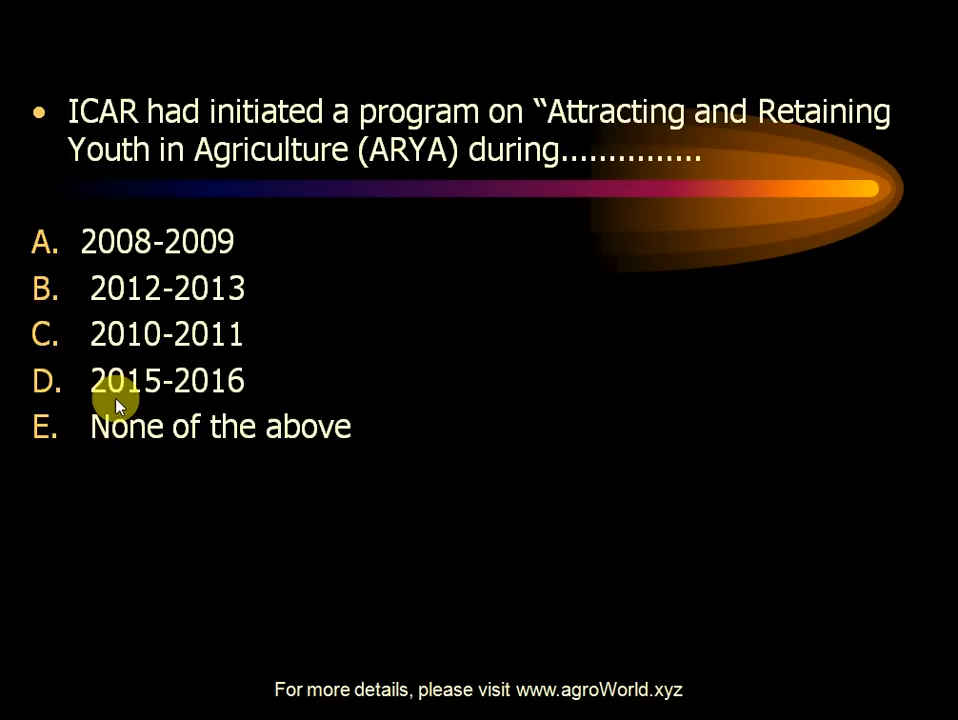 • ICAR had initiated a program on “Attracting and Retaining
Youth in Agriculture (ARYA) during...............
A. 2008-2009
B. 2012-2013
C. 2010-2011
D. 2015-2016
E. None of the above
For more details, please visit www.agroWorld.xyz